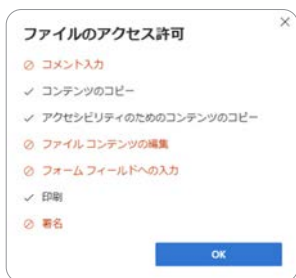 ファイルのアクセス許可
コメント入力
コンテンツのコピー
アクセシビリティのためのコンテンツのコピー
ファイル コンテンツの編集
フォーム フィールドへの入力
印刷
署名
OK